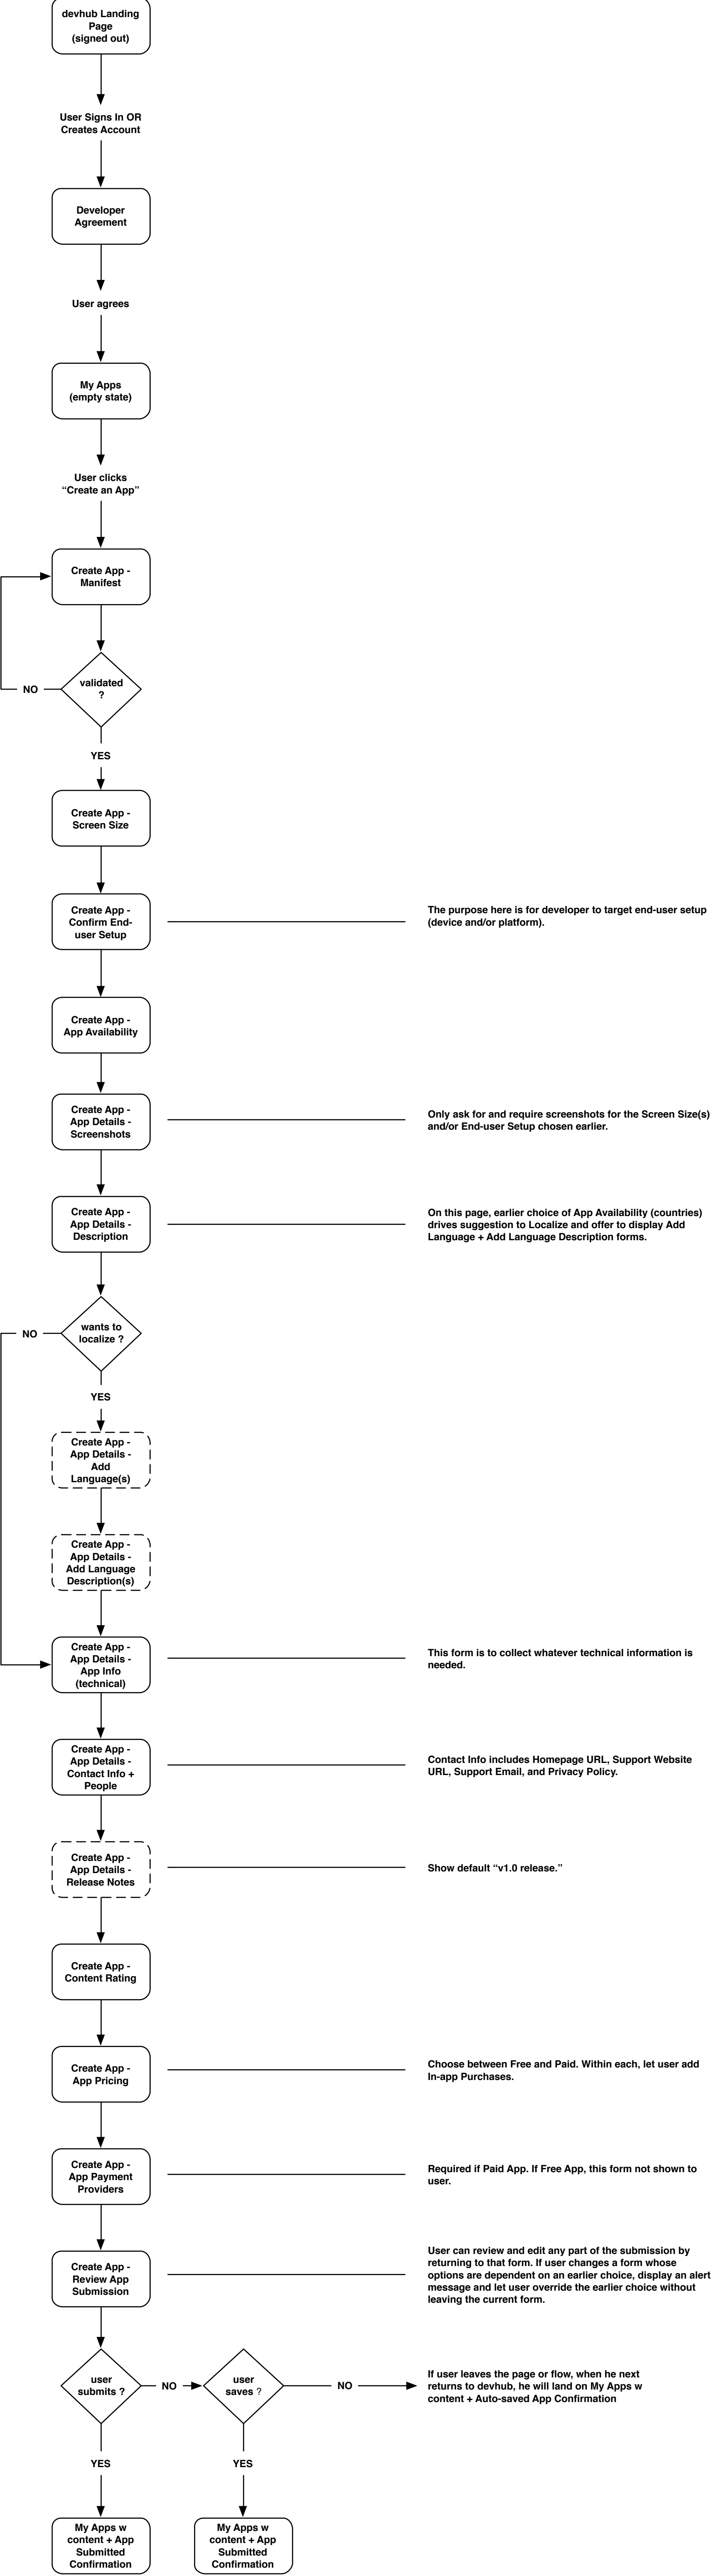 devhub Landing
Page
(signed out)
User Signs In OR
Creates Account
Developer
Agreement
User agrees
My Apps
(empty state)
User clicks
“Create an App”
Create App -
Manifest
validated
?
NO
YES
Create App -
Screen Size
Create App -
Confirm End-
user Setup
The purpose here is for developer to target end-user setup
(device and/or platform).
Create App -
App Availability
Create App -
App Details -
Screenshots
Only ask for and require screenshots for the Screen Size(s)
and/or End-user Setup chosen earlier.
Create App -
App Details -
Description
On this page, earlier choice of App Availability (countries)
drives suggestion to Localize and offer to display Add
Language + Add Language Description forms.
wants to
localize ?
NO
YES
Create App -
App Details -
Add
Language(s)
Create App -
App Details -
Add Language
Description(s)
Create App -
App Details -
App Info
(technical)
This form is to collect whatever technical information is
needed.
Create App -
App Details -
Contact Info +
People
Contact Info includes Homepage URL, Support Website
URL, Support Email, and Privacy Policy.
Create App -
App Details -
Release Notes
Show default “v1.0 release.”
Create App -
Content Rating
Create App -
App Pricing
Choose between Free and Paid. Within each, let user add
In-app Purchases.
Create App -
App Payment
Providers
Required if Paid App. If Free App, this form not shown to
user.
Create App -
Review App
Submission
User can review and edit any part of the submission by
returning to that form. If user changes a form whose
options are dependent on an earlier choice, display an alert
message and let user override the earlier choice without
leaving the current form.
user
submits ?
NO
user
saves ?
NO
If user leaves the page or flow, when he next
returns to devhub, he will land on My Apps w
content + Auto-saved App Confirmation
YES
YES
My Apps w
content + App
Submitted
Confirmation
My Apps w
content + App
Submitted
Confirmation